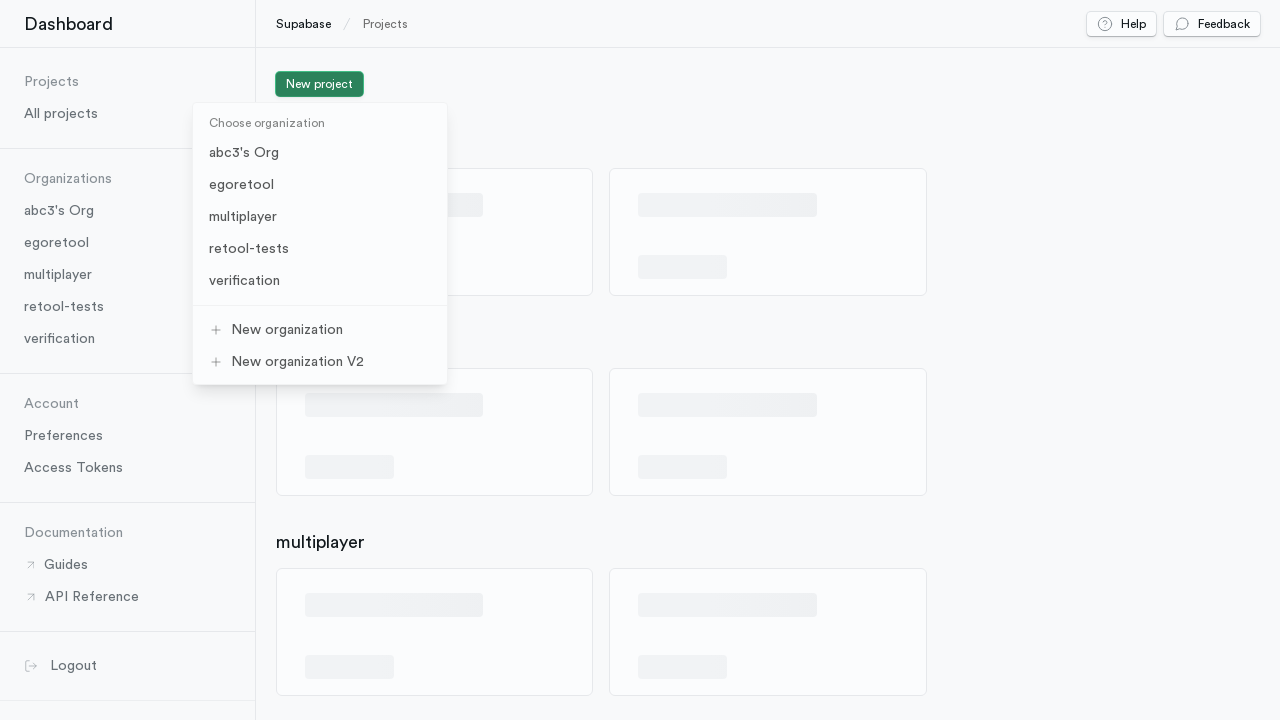 Dashboard
Supabase / Projects
Help
Feedback
Projects
All projects
Organizations
abc3's Org
egoretool
multiplayer
retool-tests
verification
Account
Preferences
Access Tokens
Documentation
Guides
API Reference
Logout
New project
Choose organization
abc3's Org
egoretool
multiplayer
retool-tests
verification
New organization
New organization V2
multiplayer